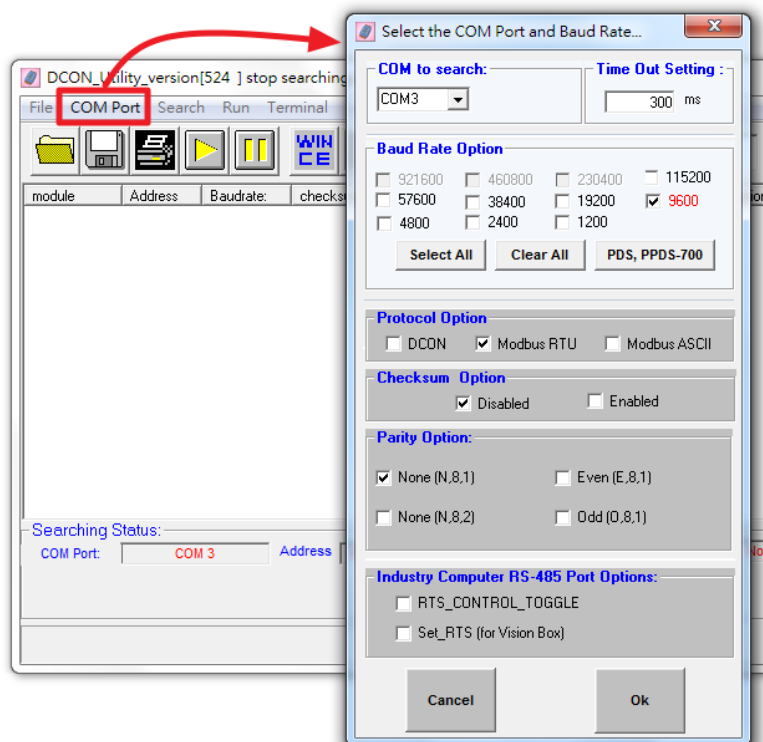 Select the COM Port and Baud Rate...
DCON_Utility_version[524 ] stop searching
File COM Port Search Run Terminal
WIN
CE
module Address Baudrate: checks
COM to search:
COM3
Time Out Setting :
300 ms
Baud Rate Option
921600 460800 230400 115200
57600 38400 19200 9600
4800 2400 1200
Select All Clear All PDS, PPDS-700
Protocol Option
DCON Modbus RTU Modbus ASCII
Checksum Option
Disabled Enabled
Parity Option:
None (N,8,1) Even (E,8,1)
None (N,8,2) Odd (O,8,1)
Searching Status:
COM Port: COM 3 Address
Industry Computer RS-485 Port Options:
RTS_CONTROL_TOGGLE
Set_RTS (for Vision Box)
Cancel Ok